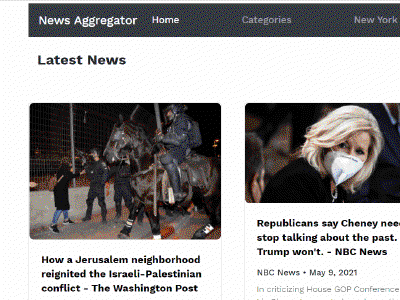 News Aggregator Home Categories New York
Latest News
How a Jerusalem neighborhood
reignited the Israeli-Palestinian
conflict - The Washington Post
Republicans say Cheney need
stop talking about the past.
Trump won't. - NBC News
NBC News • May 9, 2021
In criticizing House GOP Conference